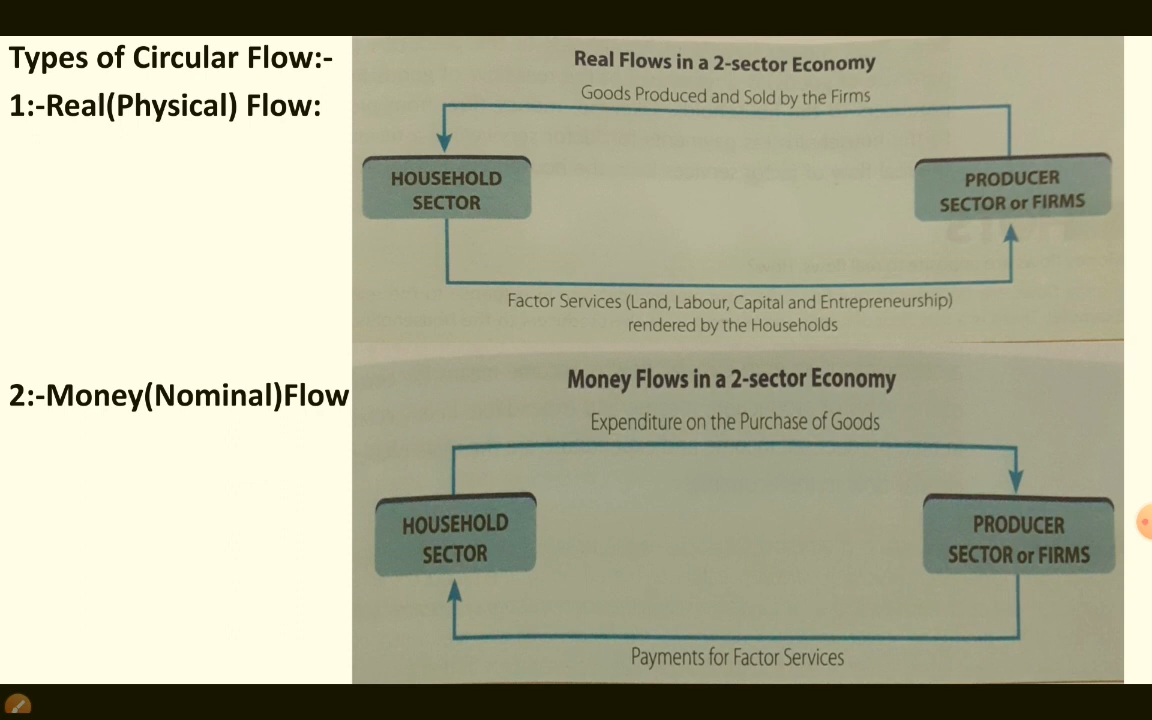 Types of Circular Flow:-
1:-Real(Physical) Flow:
Real Flows in a 2-sector Economy
Goods Produced and Sold by the Firms
HOUSEHOLD
SECTOR
PRODUCER
SECTOR or FIRMS
Factor Services (Land, Labour, Capital and Entrepreneurship)
rendered by the Households
2:-Money(Nominal)Flow
Money Flows in a 2-sector Economy
Expenditure on the Purchase of Goods
HOUSEHOLD
SECTOR
PRODUCER
SECTOR or FIRMS
Payments for Factor Services